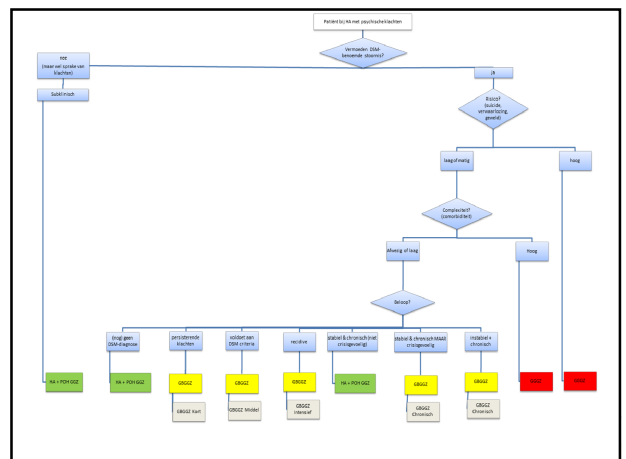 Patiënt bij HA met psychische klachten
Vermoeden DSM-
benoemde stoornis?
nee
(maar wel sprake van
klachten)
ja
Subklinisch
Risico?
(suïcide,
verwaarlozing,
geweld)
laag of matig
hoog
Complexiteit?
(comorbiditeit)
Afwezig of laag
Hoog
Beloop?
(nog) geen
DSM-diagnose
persisterende
klachten
voldoet aan
DSM criteria
recidive
stabiel & chronisch (niet
crisisgevoelig)
stabiel & chronisch MAAR
crisisgevoelig
instabiel +
chronisch
HA + POH GGZ
HA + POH GGZ
GBGGZ
GBGGZ
GBGGZ
HA + POH GGZ
GBGGZ
GBGGZ
GBGGZ Kort
GBGGZ Middel
GBGGZ
Intensief
GBGGZ
Chronisch
GBGGZ
Chronisch